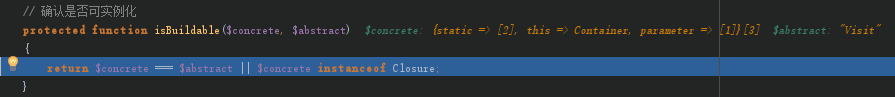 // 确认是否可实例化
protected function isBuildable($concrete, $abstract)  $concrete: {static => [2], this => Container, parameter => [1]}[3]  $abstract: "Visit"
{
return $concrete === $abstract || $concrete instanceof Closure;
}